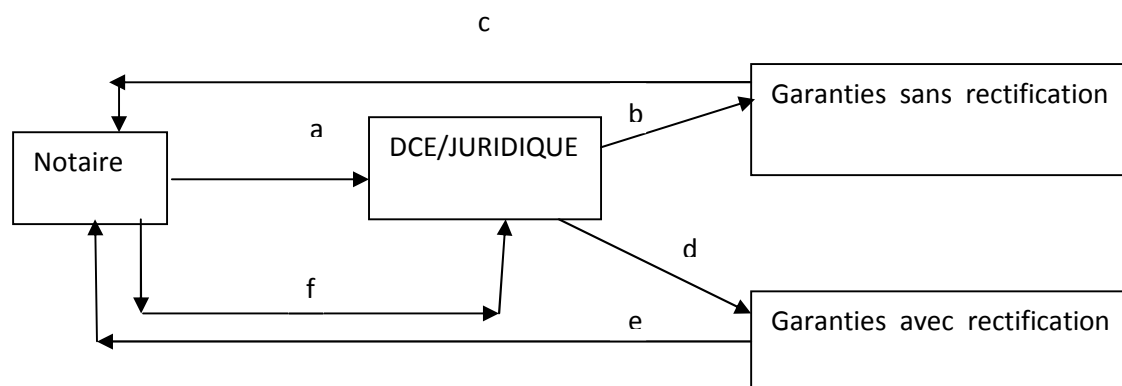 c
Garanties sans rectification
b
a
DCE/JURIDIQUE
Notaire
d
f
e
Garanties avec rectification